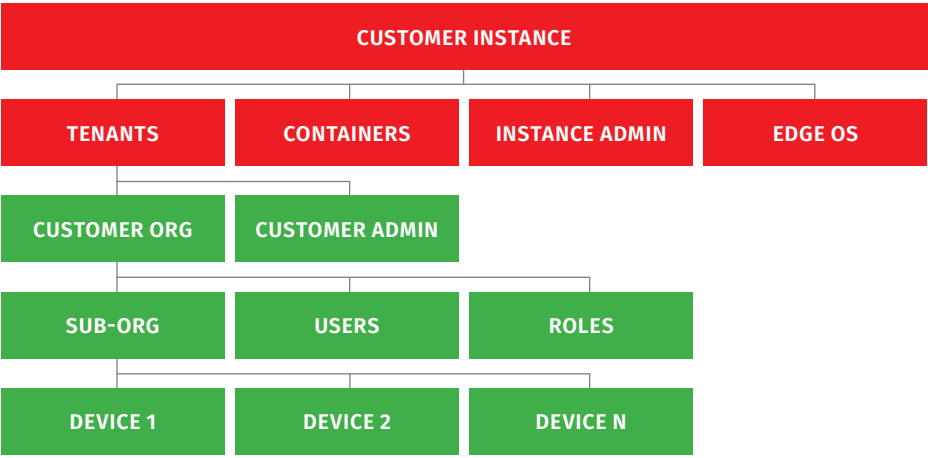 CUSTOMER INSTANCE
TENANTS
CONTAINERS
INSTANCE ADMIN
EDGE OS
CUSTOMER ORG
CUSTOMER ADMIN
SUB-ORG
USERS
ROLES
DEVICE 1
DEVICE 2
DEVICE N